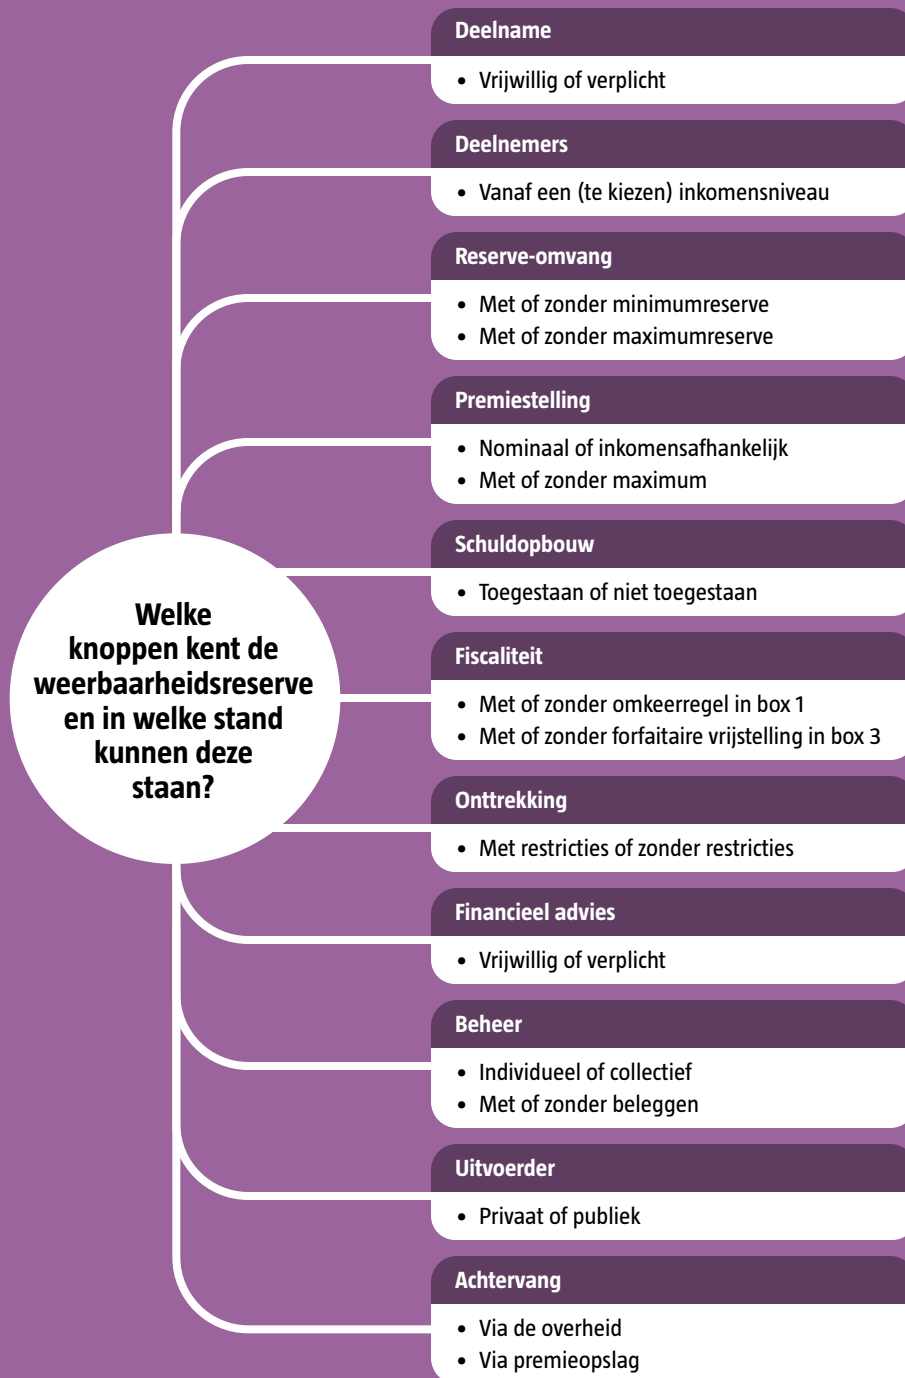 Deelname
• Vrijwillig of verplicht
Deelnemers
• Vanaf een (te kiezen) inkomensniveau
Reserve-omvang
• Met of zonder minimumreserve
• Met of zonder maximumreserve
Premiestelling
• Nominaal of inkomensafhankelijk
• Met of zonder maximum
Schuldopbouw
• Toegestaan of niet toegestaan
Welke
knoppen kent de
weerbaarheidsreserve
en in welke stand
kunnen deze
staan?
Fiscaliteit
• Met of zonder omkeerregel in box 1
• Met of zonder forfaitaire vrijstelling in box 3
Onttrekking
• Met restricties of zonder restricties
Financieel advies
• Vrijwillig of verplicht
Beheer
• Individueel of collectief
• Met of zonder beleggen
Uitvoerder
• Privaat of publiek
Achtervang
• Via de overheid
• Via premieopslag